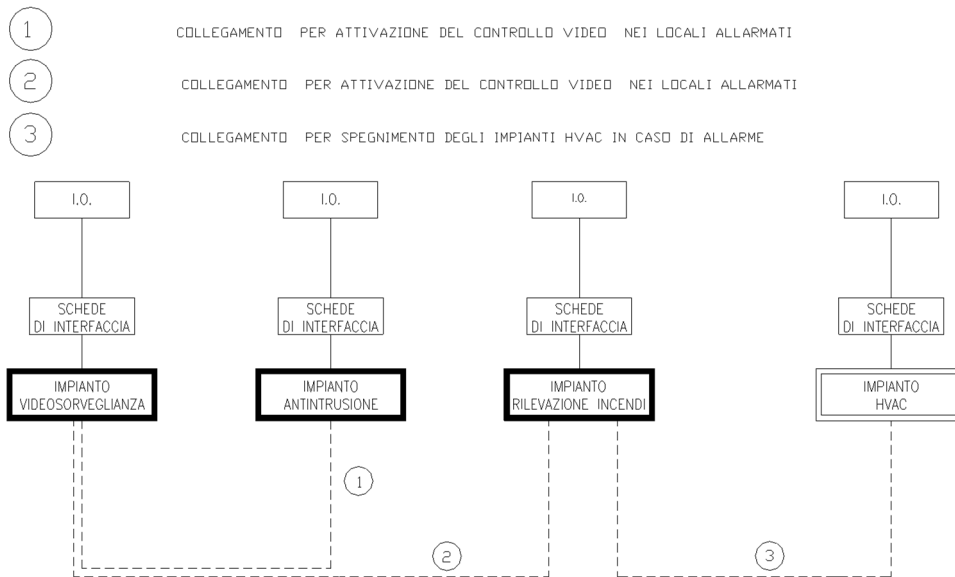 1 COLLEGAMENTO PER ATTIVAZIONE DEL CONTROLLO VIDEO NEI LOCALI ALLARMATI
2 COLLEGAMENTO PER ATTIVAZIONE DEL CONTROLLO VIDEO NEI LOCALI ALLARMATI
3 COLLEGAMENTO PER SPEGNIMENTO DEGLI IMPIANTI HVAC IN CASO DI ALLARME
I.O.
I.O.
I.O.
I.O.
SCHEDE
DI INTERFACCIA
SCHEDE
DI INTERFACCIA
SCHEDE
DI INTERFACCIA
SCHEDE
DI INTERFACCIA
IMPIANTO
VIDEOSORVEGLIANZA
IMPIANTO
ANTINTRUSIONE
IMPIANTO
RILEVAZIONE INCENDI
IMPIANTO
HVAC
1
2
3